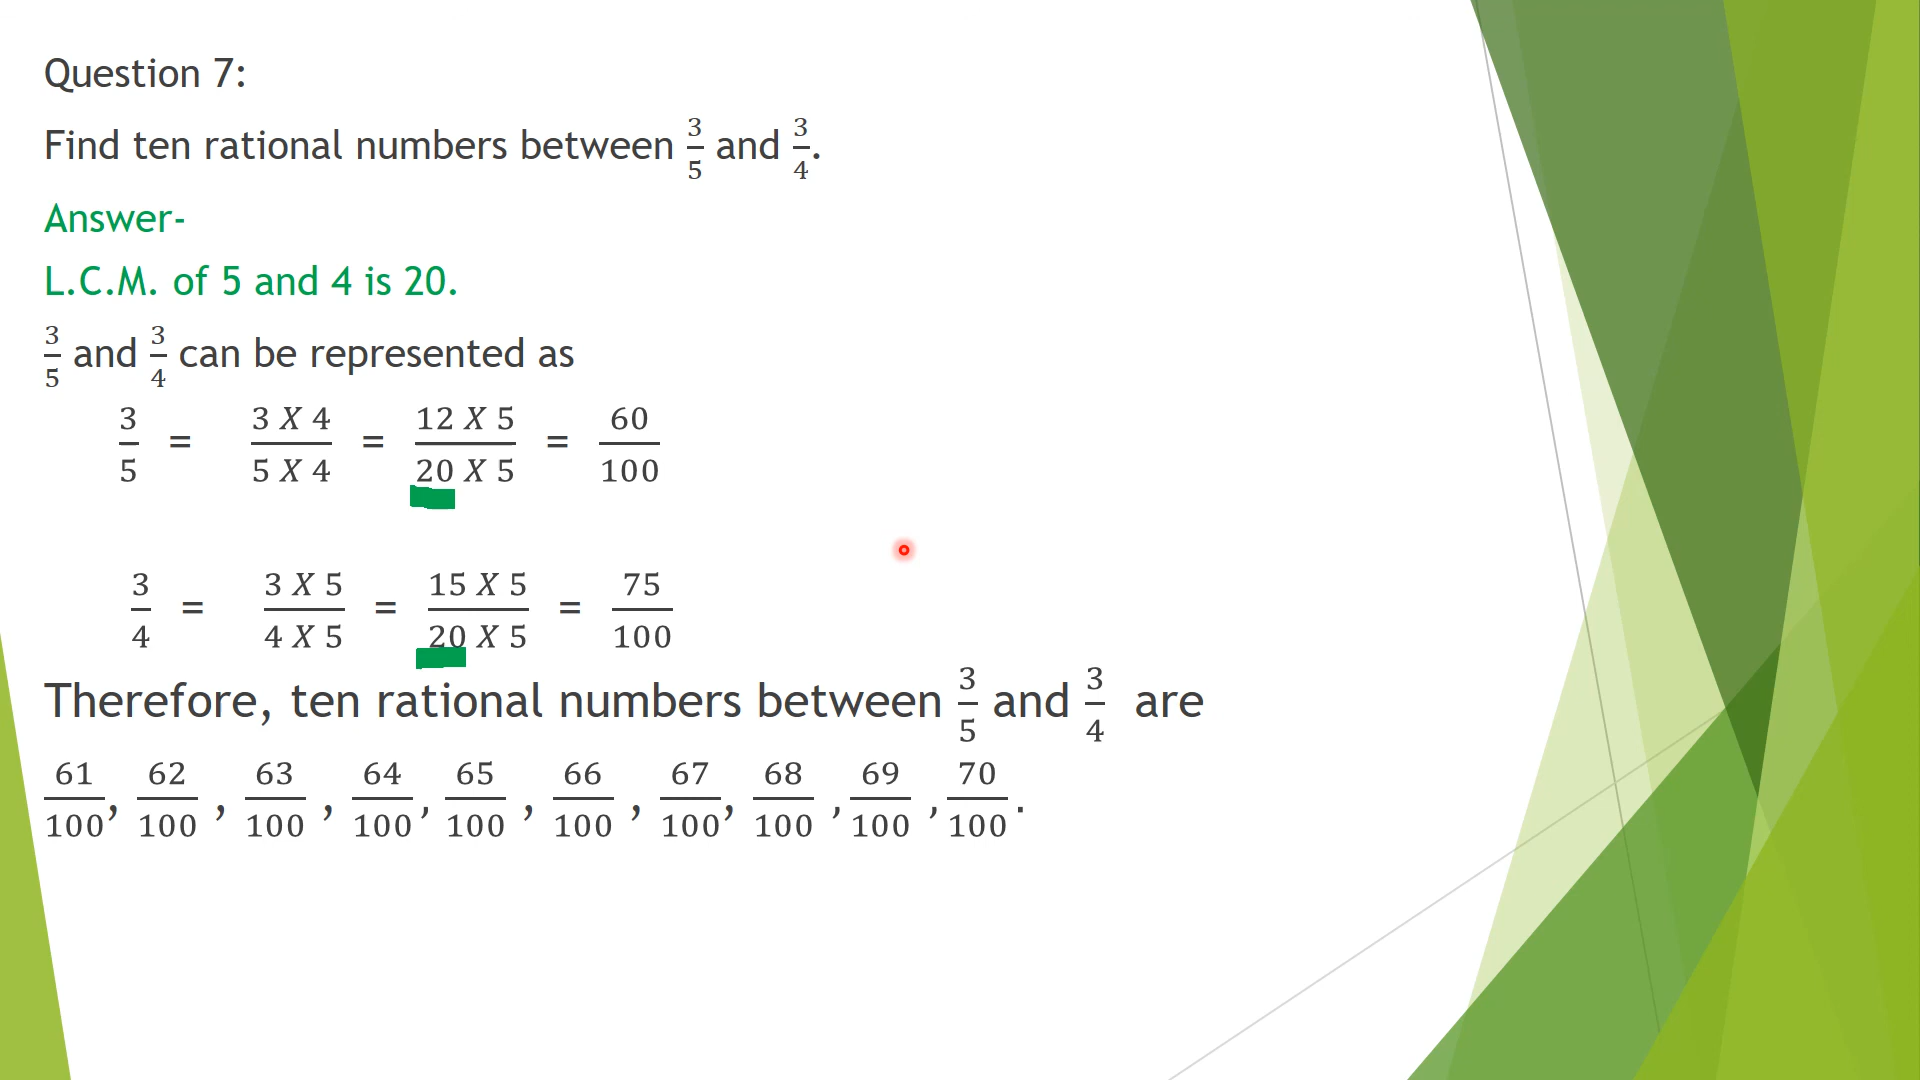 Question 7:
Find ten rational numbers between 3/5 and 3/4.
Answer-
L.C.M. of 5 and 4 is 20.
3/5 and 3/4 can be represented as
3/5 = 3 X 4/5 X 4 = 12 X 5/20 X 5 = 60/100
3/4 = 3 X 5/4 X 5 = 15 X 5/20 X 5 = 75/100
Therefore, ten rational numbers between 3/5 and 3/4 are
61/100, 62/100 , 63/100 , 64/100, 65/100 , 66/100 , 67/100, 68/100 ,69/100 ,70/100.